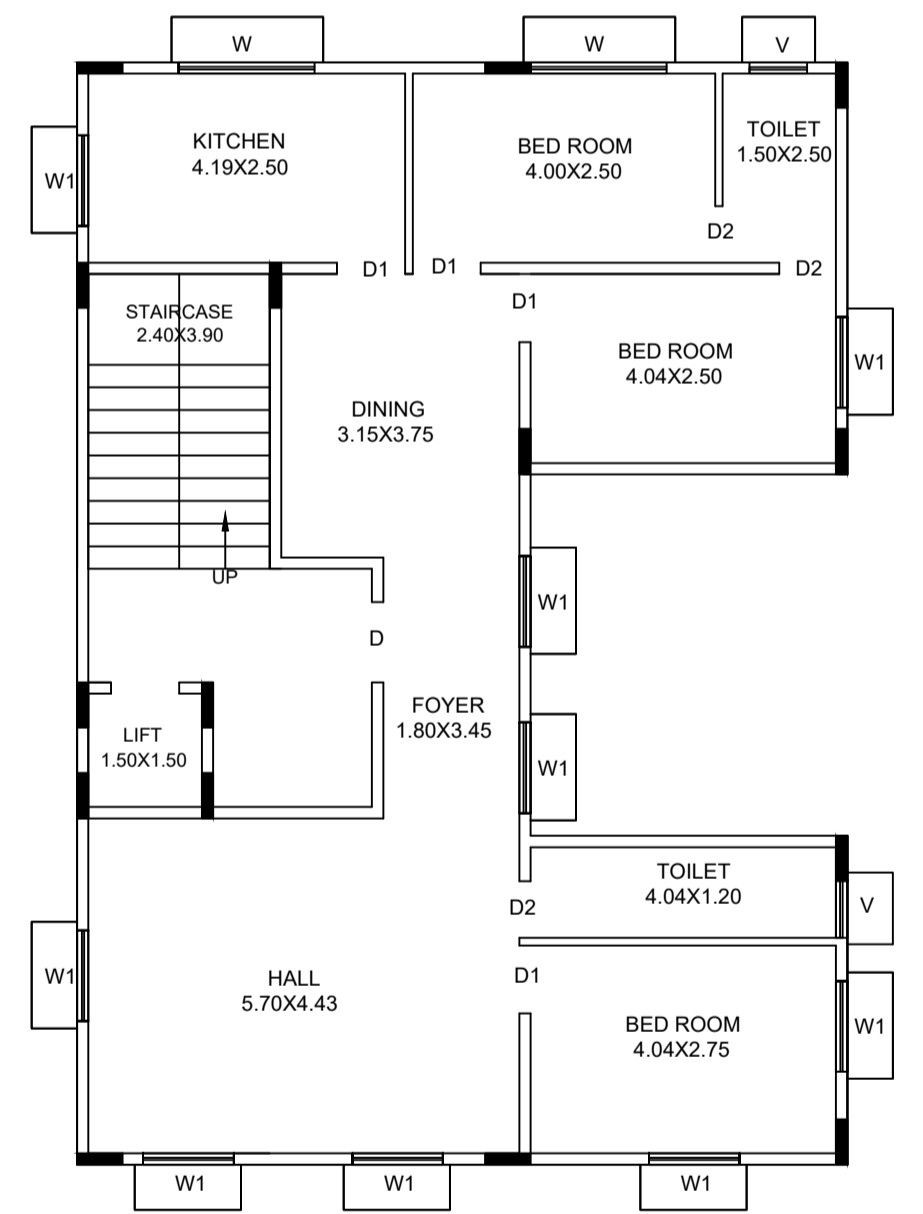 W
W
V
KITCHEN
4.19X2.50
BED ROOM
4.00X2.50
TOILET
1.50X2.50
W1
D2
D1
D1
D2
D1
STAIRCASE
2.40X3.90
BED ROOM
4.04X2.50
W1
DINING
3.15X3.75
UP
W1
D
FOYER
1.80X3.45
LIFT
1.50X1.50
W1
TOILET
4.04X1.20
D2
V
W1
HALL
5.70X4.43
D1
BED ROOM
4.04X2.75
W1
W1
W1
W1